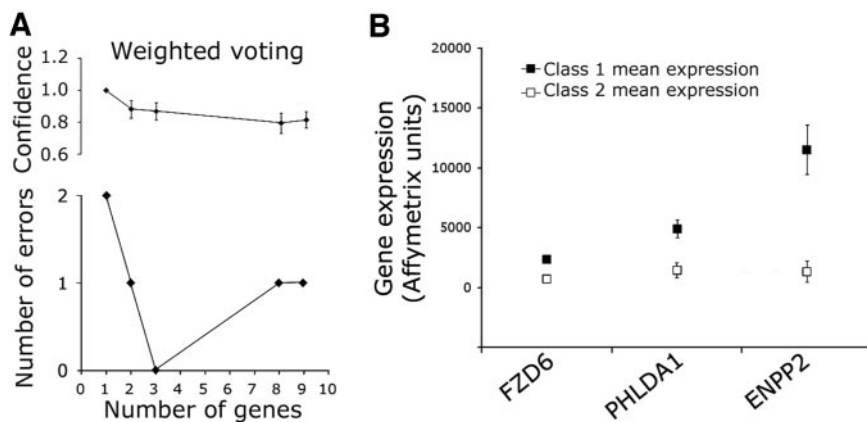 A
Weighted voting
Confidence
1.2
1.0
0.8
0.6
Number of errors
2
1
0
0 1 2 3 4 5 6 7 8 9 10
Number of genes
B
Gene expression
(Affymetrix units)
20000
15000
10000
5000
0
Class 1 mean expression
Class 2 mean expression
FZD6
PHLDA1
ENPP2